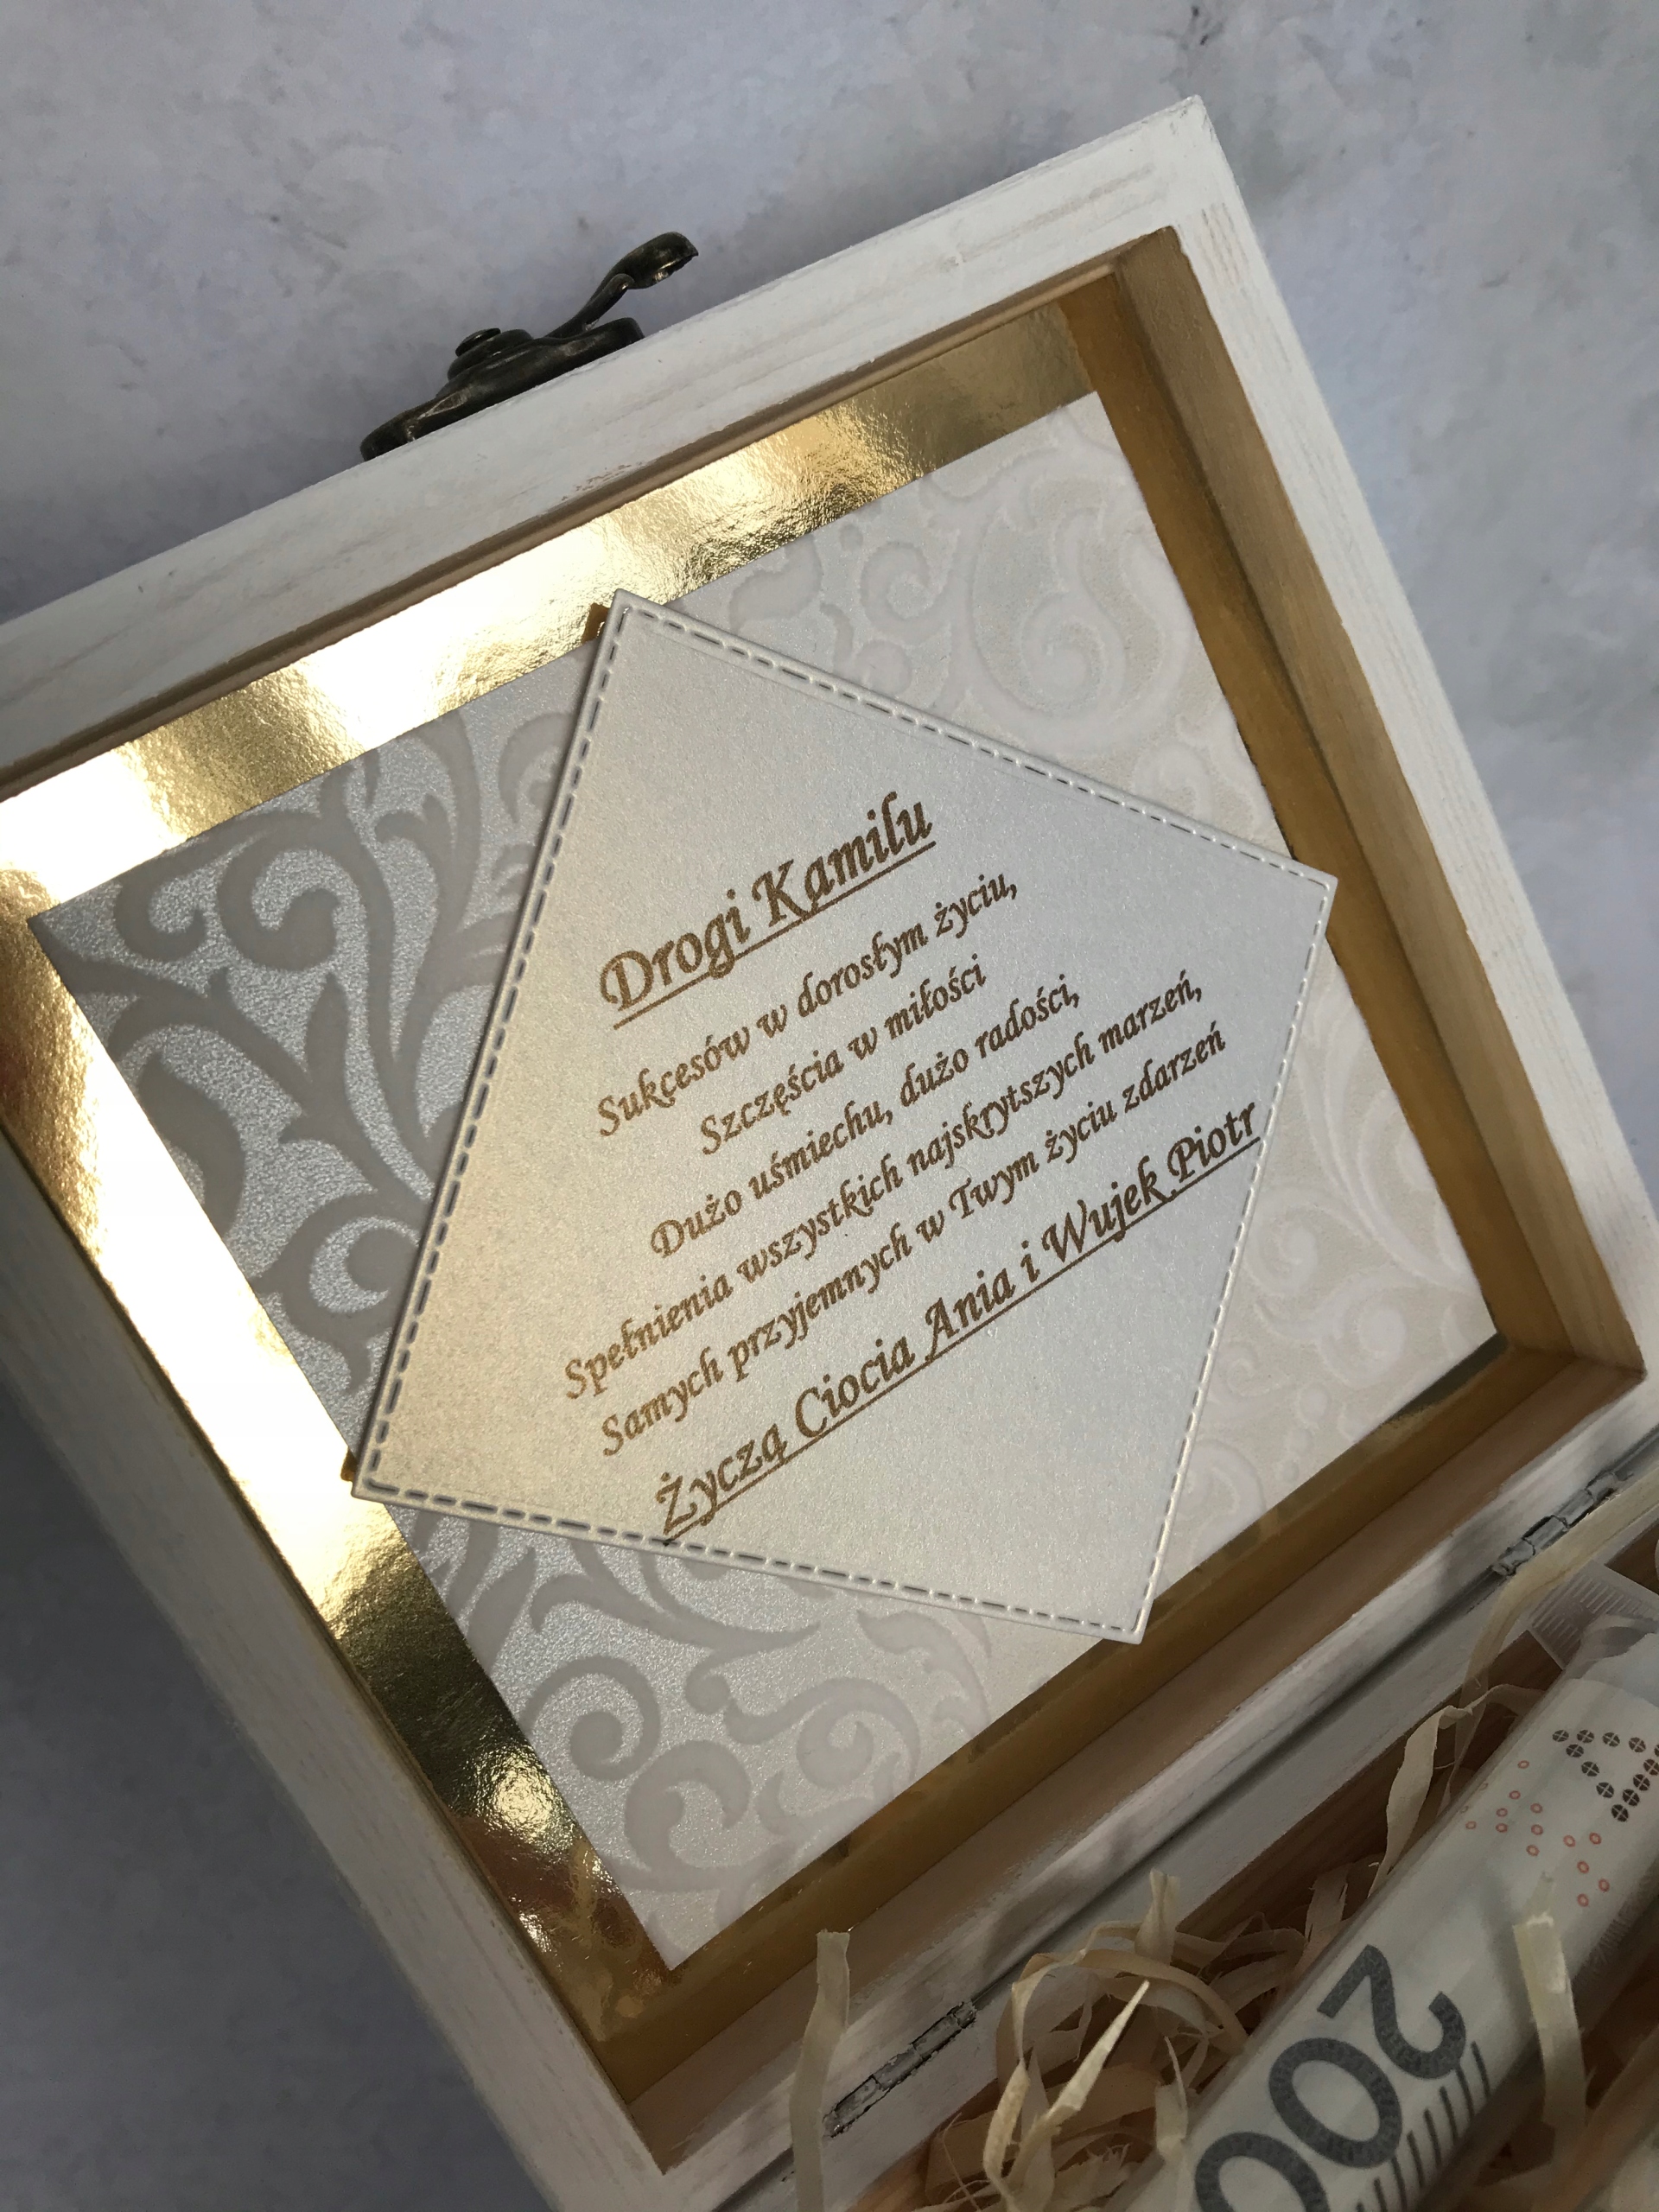 Drogi Kamilu
Sukcesów w dorosłym życiu,
Szczęścia w miłości
Dużo uśmiechu, dużo radości,
Spełnienia wszystkich najskrytszych marzeń,
Samych przyjemnych w Twym życiu zdarzeń
Życzą Ciocia Ania i Wujek Piotr
200